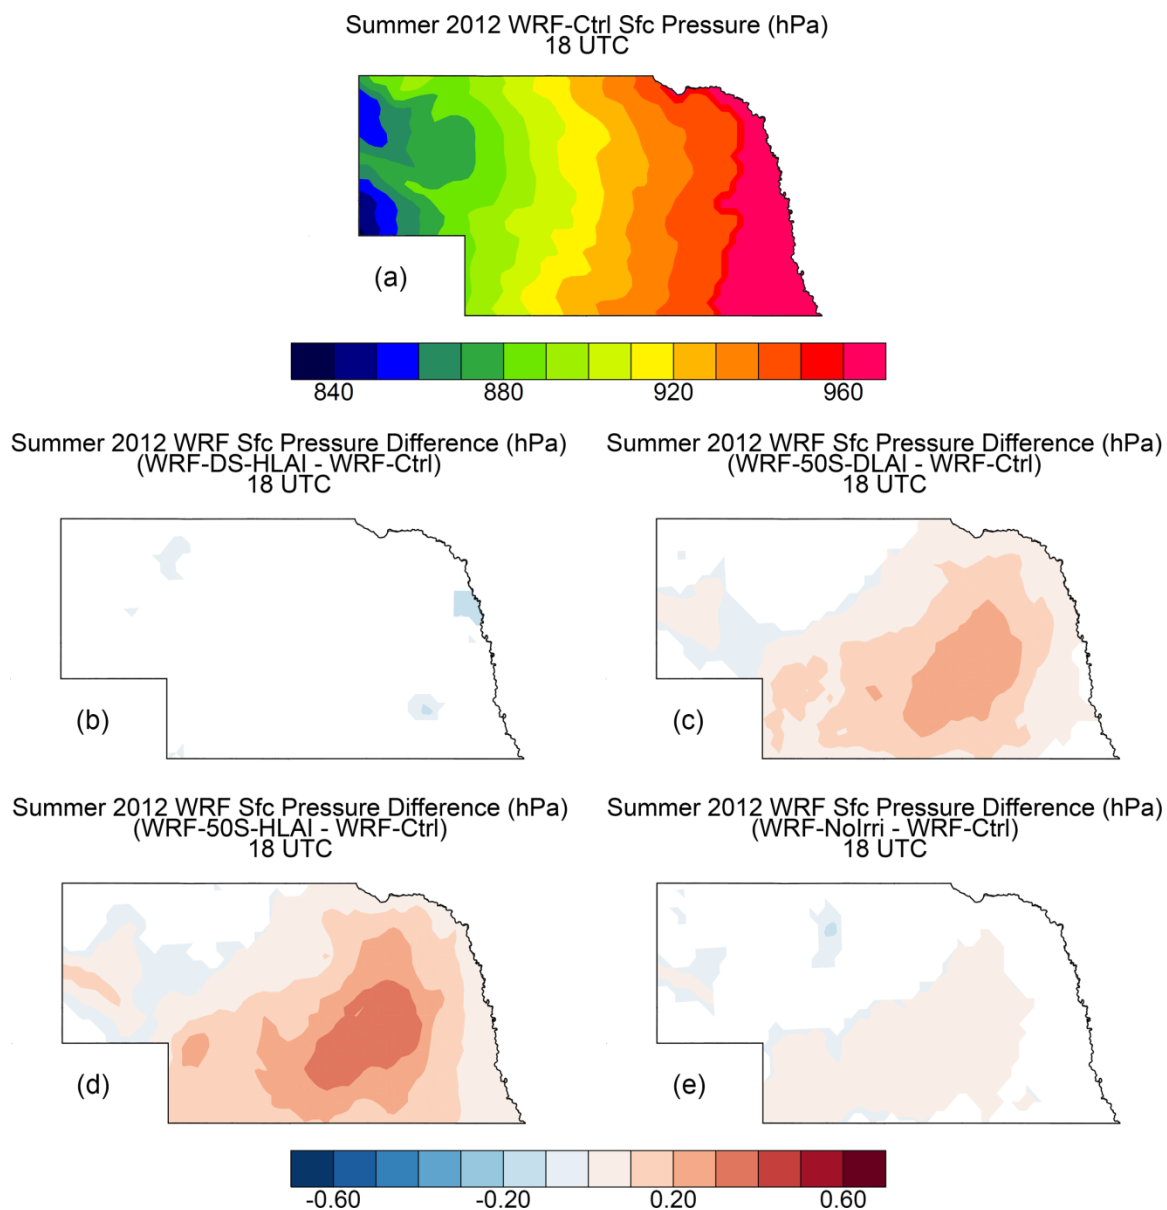 Summer 2012 WRF-Ctrl Sfc Pressure (hPa)
18 UTC
(a)
840 880 920 960
Summer 2012 WRF Sfc Pressure Difference (hPa)
(WRF-DS-HLAI - WRF-Ctrl)
18 UTC
(b)
Summer 2012 WRF Sfc Pressure Difference (hPa)
(WRF-50S-DLAI - WRF-Ctrl)
18 UTC
(c)
Summer 2012 WRF Sfc Pressure Difference (hPa)
(WRF-50S-HLAI - WRF-Ctrl)
18 UTC
(d)
Summer 2012 WRF Sfc Pressure Difference (hPa)
(WRF-NoIrri - WRF-Ctrl)
18 UTC
(e)
-0.60 -0.20 0.20 0.60